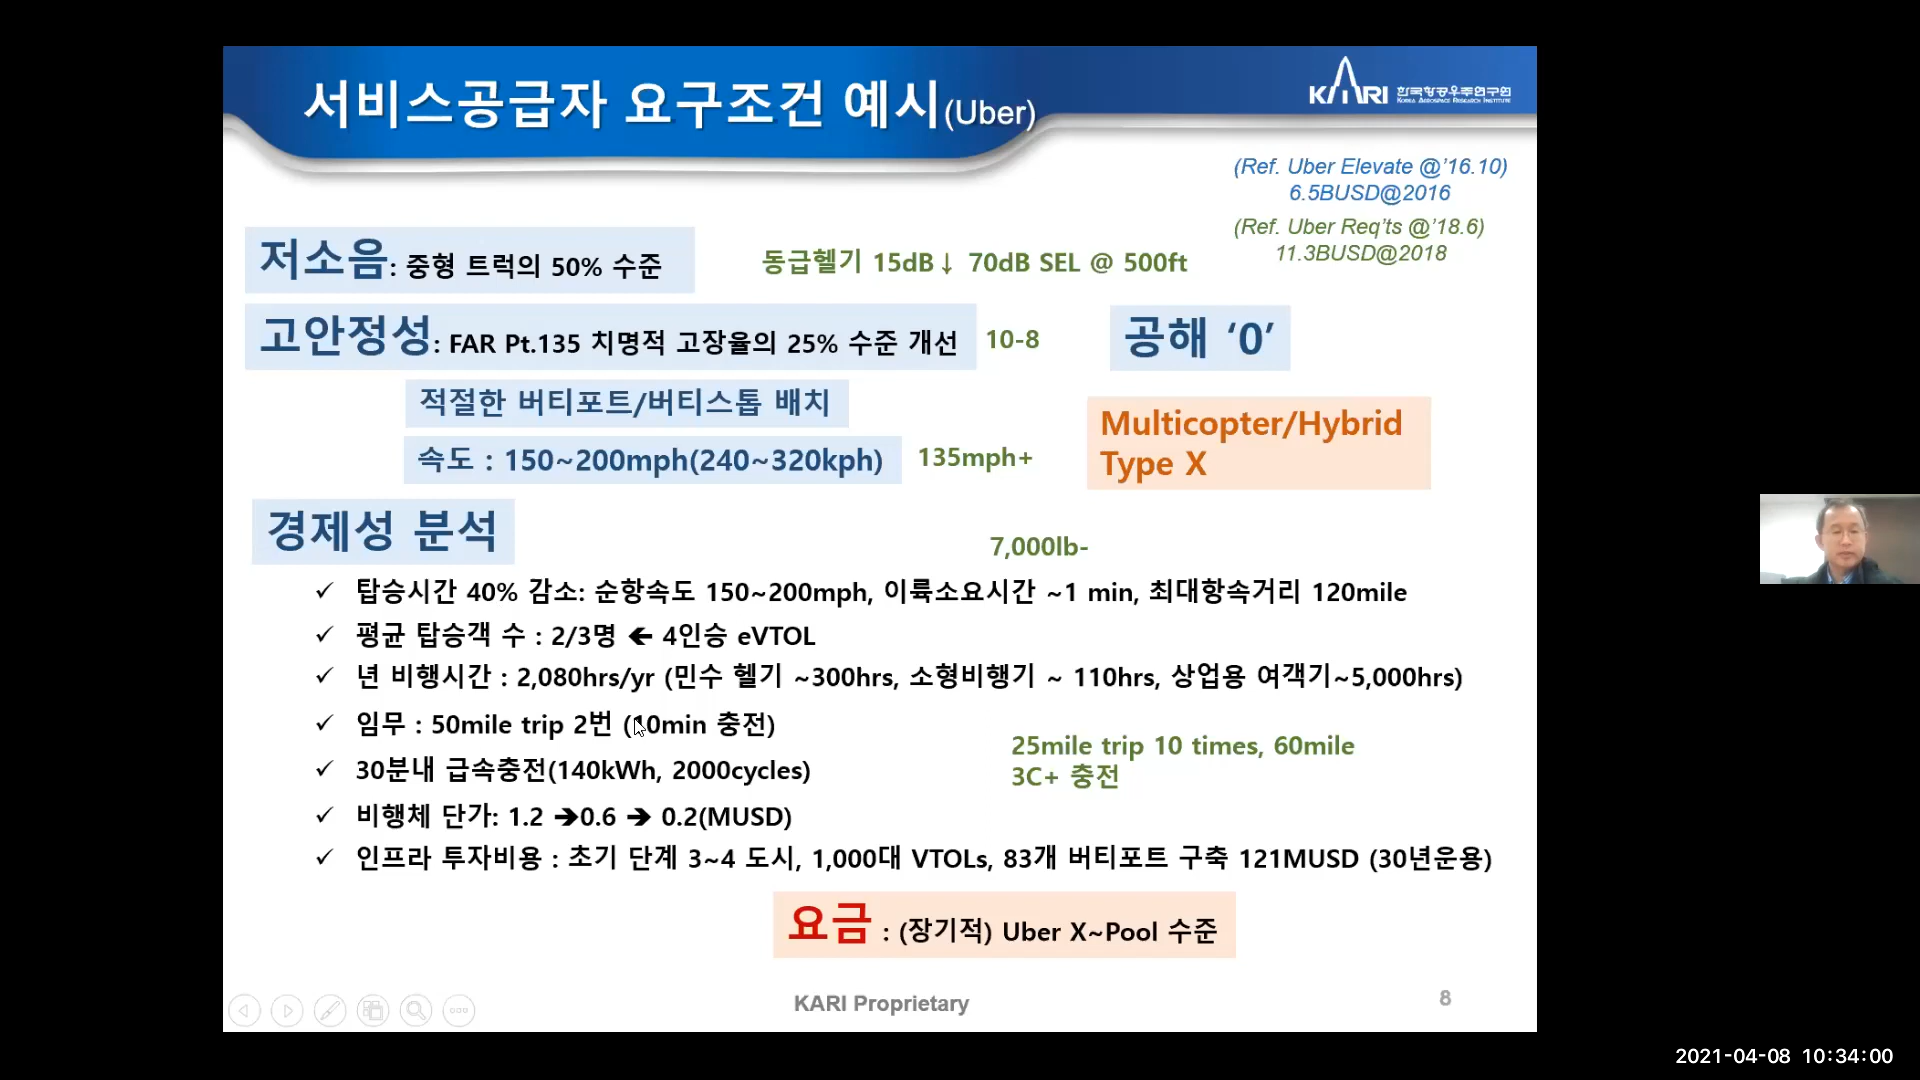 서비스공급자 요구조건 예시(Uber)
KARI 한국항공우주연구원
KOREA AEROSPACE RESEARCH INSTITUTE
(Ref. Uber Elevate @’16.10)
6.5BUSD@2016
(Ref. Uber Req’ts @’18.6)
11.3BUSD@2018
저소음: 중형 트럭의 50% 수준
동급헬기 15dB↓ 70dB SEL @ 500ft
고안정성: FAR Pt.135 치명적 고장율의 25% 수준 개선
10-8
공해 ‘0’
적절한 버티포트/버티스톱 배치
속도 : 150~200mph(240~320kph)
135mph+
Multicopter/Hybrid
Type X
경제성 분석
7,000lb-
✓ 탑승시간 40% 감소: 순항속도 150~200mph, 이륙소요시간 ~1 min, 최대항속거리 120mile
✓ 평균 탑승객 수 : 2/3명 🡸 4인승 eVTOL
✓ 년 비행시간 : 2,080hrs/yr (민수 헬기 ~300hrs, 소형비행기 ~ 110hrs, 상업용 여객기~5,000hrs)
✓ 임무 : 50mile trip 2번 (10min 충전)
✓ 30분내 급속충전(140kWh, 2000cycles)
25mile trip 10 times, 60mile
3C+ 충전
✓ 비행체 단가: 1.2 ➔0.6 ➔ 0.2(MUSD)
✓ 인프라 투자비용 : 초기 단계 3~4 도시, 1,000대 VTOLs, 83개 버티포트 구축 121MUSD (30년운용)
요금 : (장기적) Uber X~Pool 수준
KARI Proprietary
8
2021-04-08 10:34:00